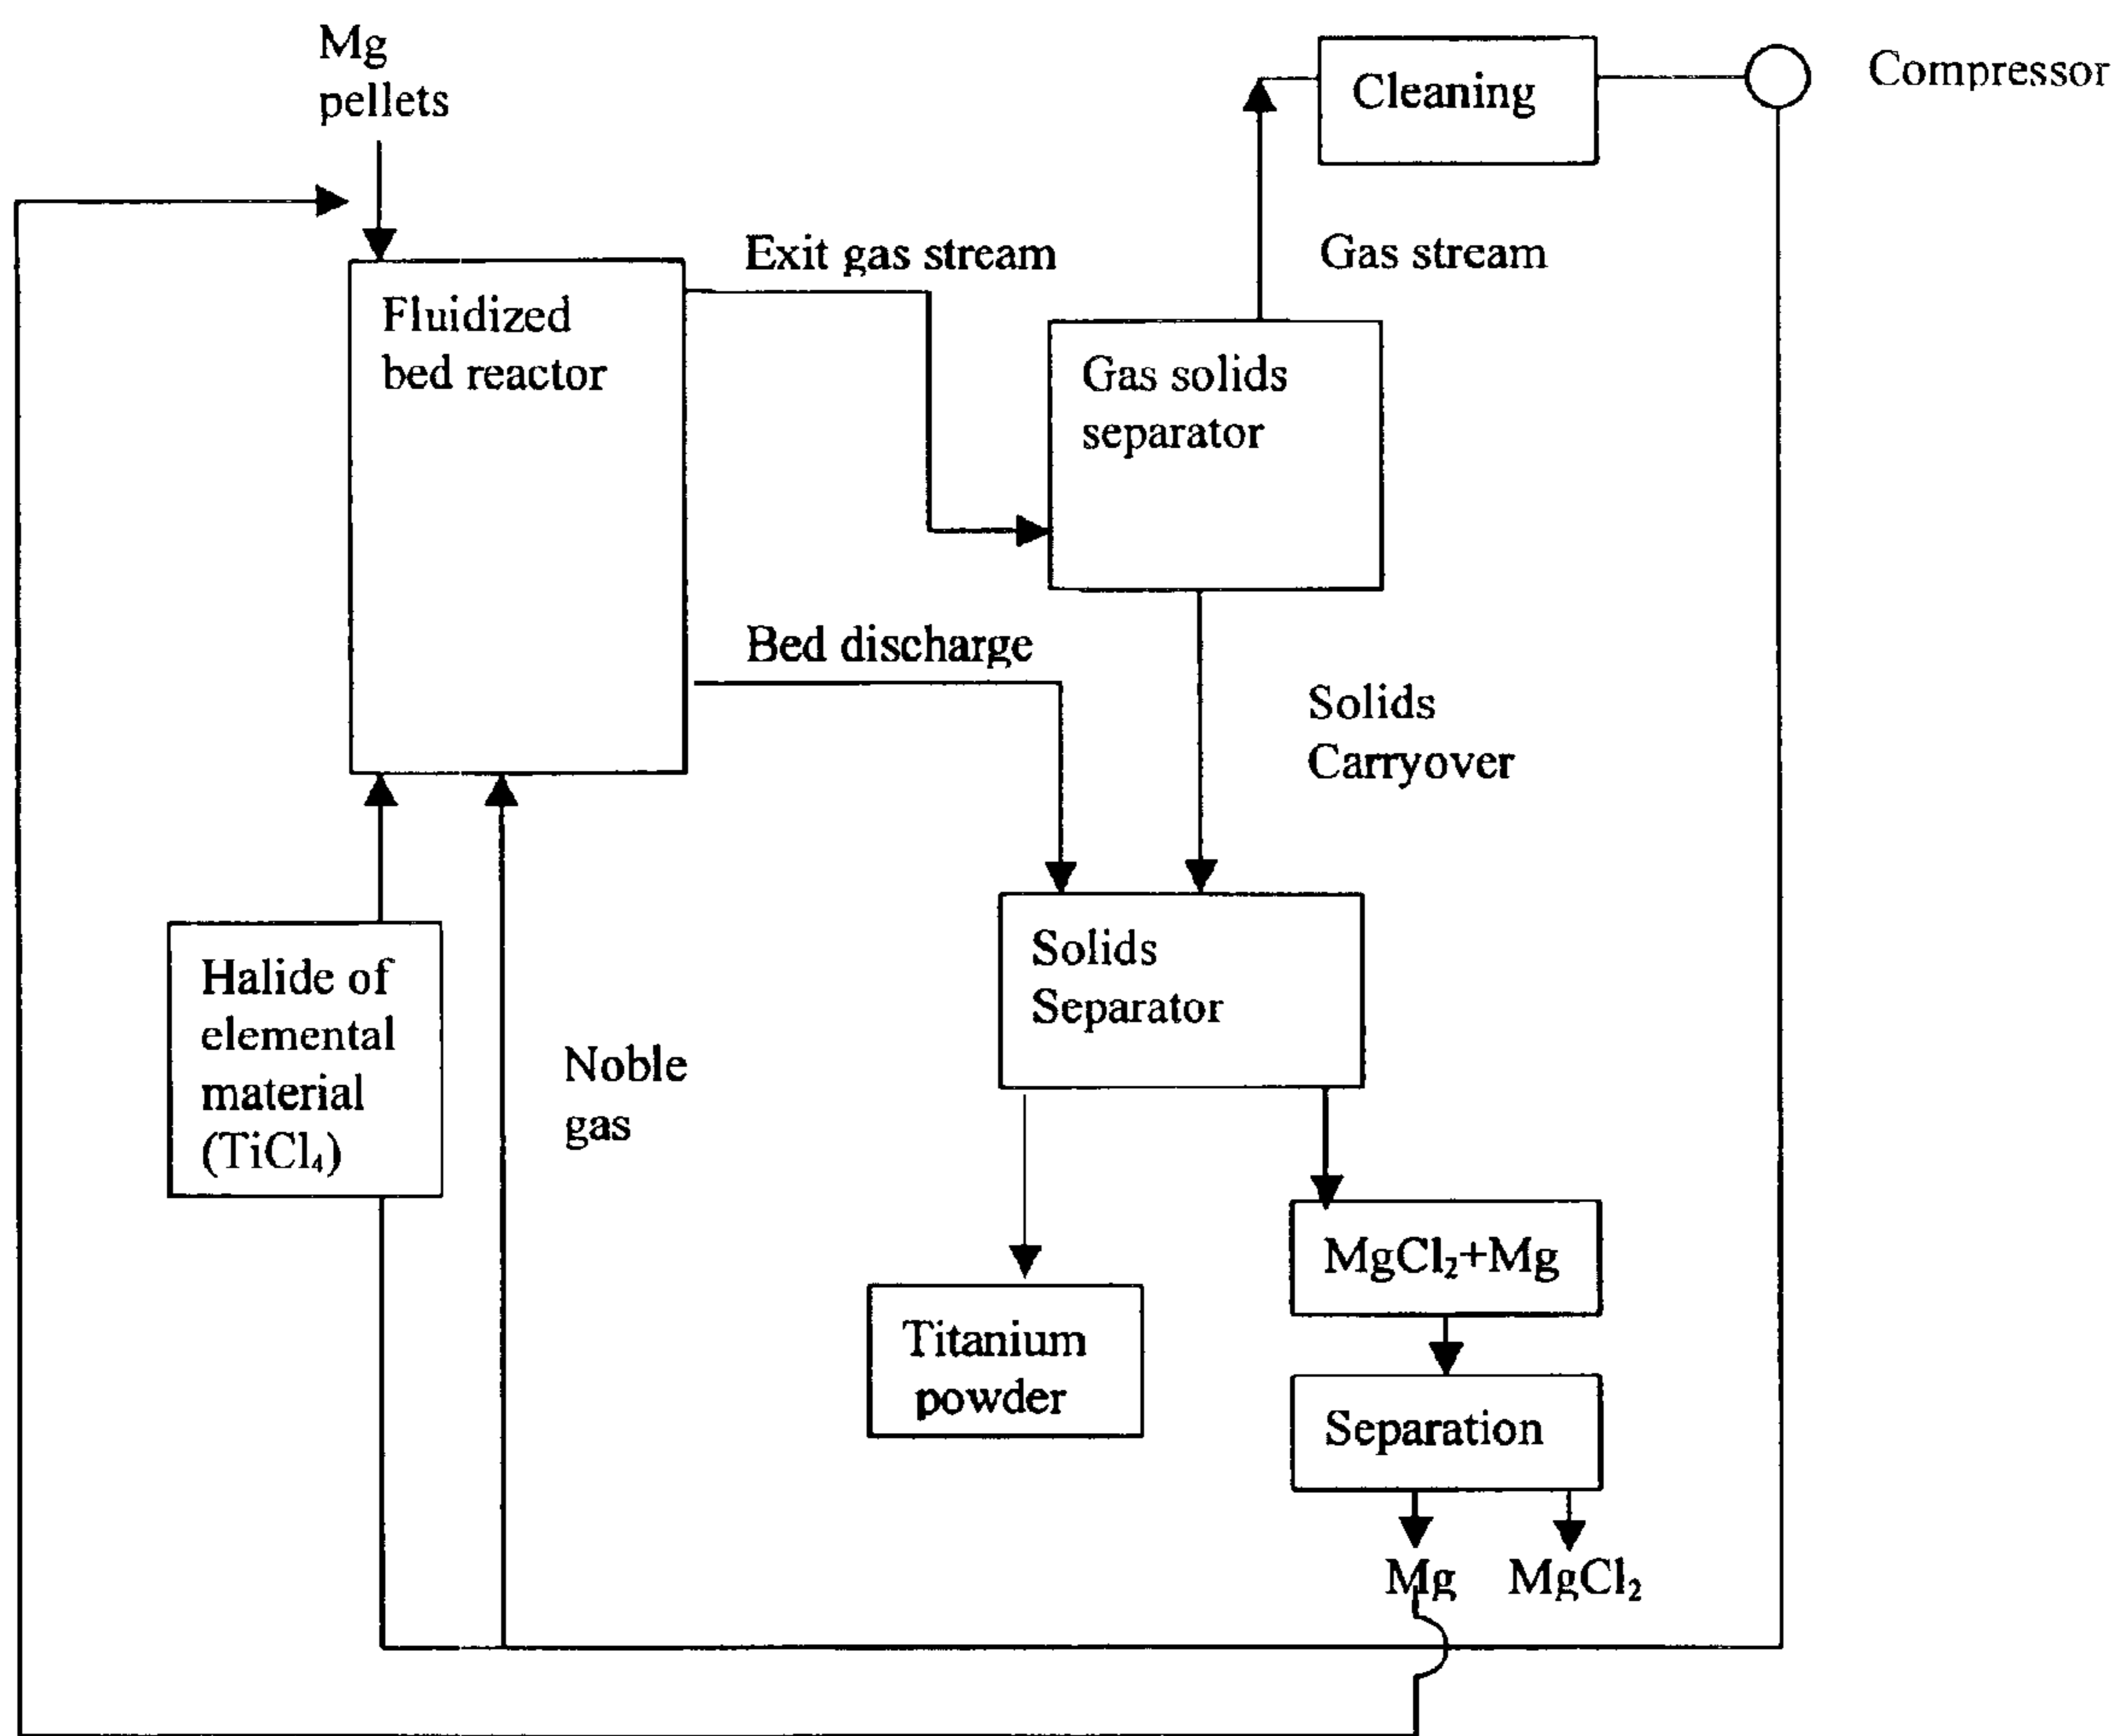 Mg
pellets
Cleaning
Compressor
Exit gas stream
Gas stream
Fluidized
bed reactor
Gas solids
separator
Bed discharge
Solids
Carryover
Halide of
elemental
material
(TiCl₄)
Noble
gas
Solids
Separator
MgCl₂+Mg
Titanium
powder
Separation
Mg
MgCl₂